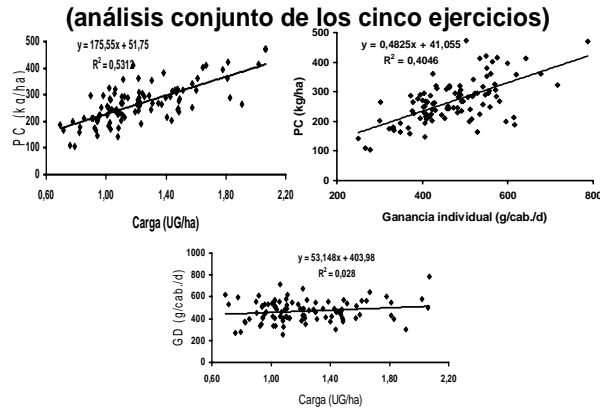 (análisis conjunto de los cinco ejercicios)
y = 175,55x + 51,75
R² = 0,5312
PC (kg/ha)
500
400
300
200
100
0
0,60 1,00 1,40 1,80 2,20
Carga (UG/ha)
y = 0,4825x + 41,055
R² = 0,4046
PC (kg/ha)
500
400
300
200
100
0
200 400 600 800
Ganancia individual (g/cab./d)
y = 53,148x + 403,98
R² = 0,028
GD (g/cab./d)
1000
800
600
400
200
0
0,60 1,00 1,40 1,80 2,20
Carga (UG/ha)